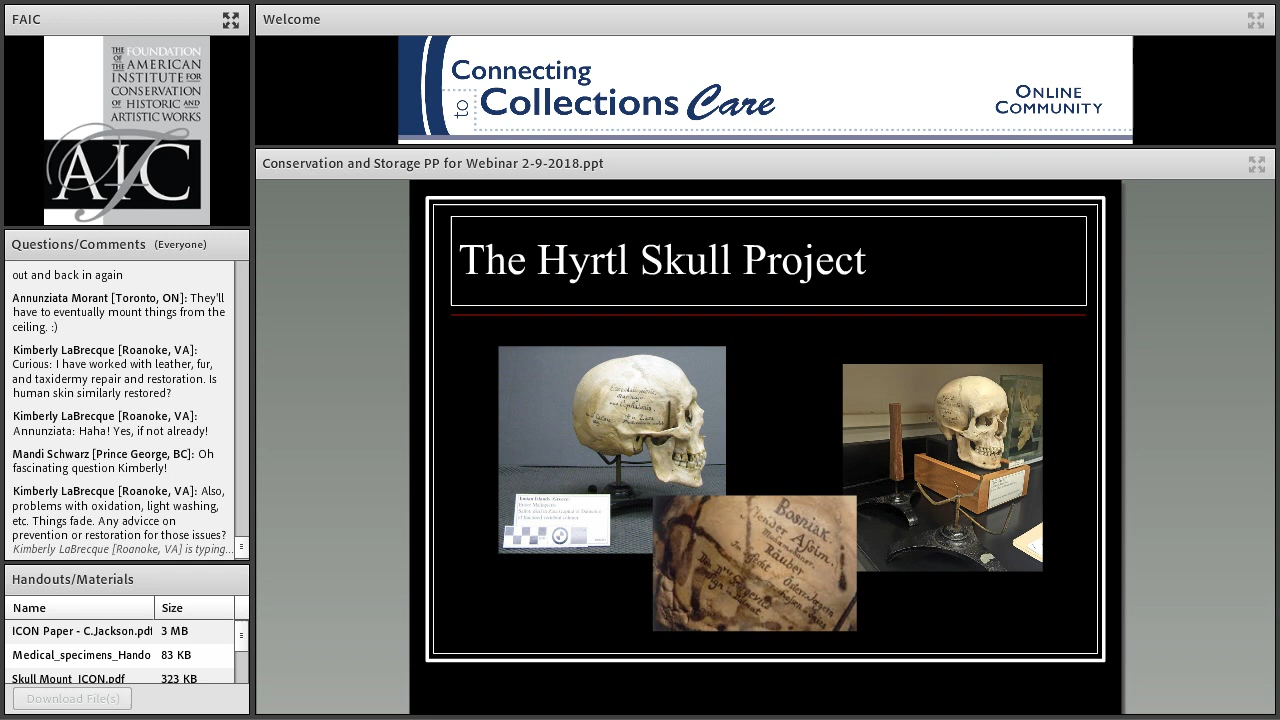 FAIC
THE FOUNDATION
OF THE AMERICAN
INSTITUTE FOR
CONSERVATION
OF HISTORIC AND
ARTISTIC WORKS
AIC
Welcome
Connecting
to Collections Care
ONLINE
COMMUNITY
Questions/Comments (Everyone)
out and back in again
Annunziata Morant [Toronto, ON]: They'll
have to eventually mount things from the
ceiling. :)
Kimberly LaBrecque [Roanoke, VA]:
Curious: I have worked with leather, fur,
and taxidermy repair and restoration. Is
human skin similarly restored?
Kimberly LaBrecque [Roanoke, VA]:
Annunziata: Haha! Yes, if not already!
Mandi Schwarz [Prince George, BC]: Oh
fascinating question Kimberly!
Kimberly LaBrecque [Roanoke, VA]: Also,
problems with oxidation, light washing,
etc. Things fade. Any advicce on
prevention or restoration for those issues?
Kimberly LaBrecque [Roanoke, VA] is typing...
Handouts/Materials
Name Size
ICON Paper - C.Jackson.pdf 3 MB
Medical_specimens_Hando 83 KB
Skull Mount_ICON.pdf 323 KB
Download File(s)
Conservation and Storage PP for Webinar 2-9-2018.ppt
The Hyrtl Skull Project
Bosniak.
Räuber